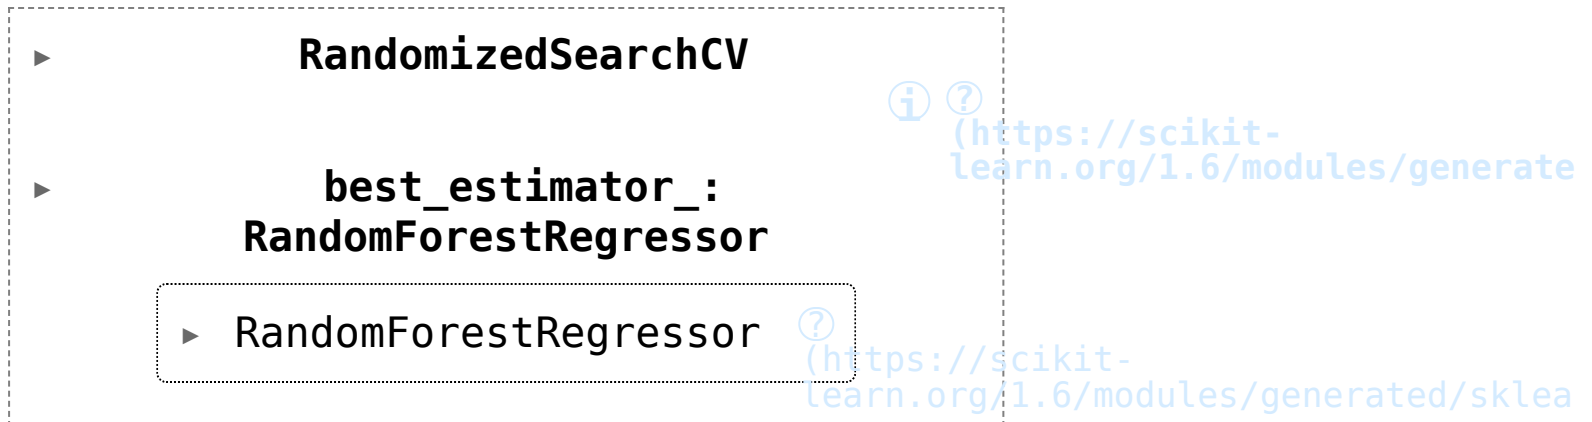 ▸ RandomizedSearchCV
i ?
(https://scikit-
learn.org/1.6/modules/generate
▸ best_estimator_:
RandomForestRegressor
▸ RandomForestRegressor ?
(https://scikit-
learn.org/1.6/modules/generated/sklea